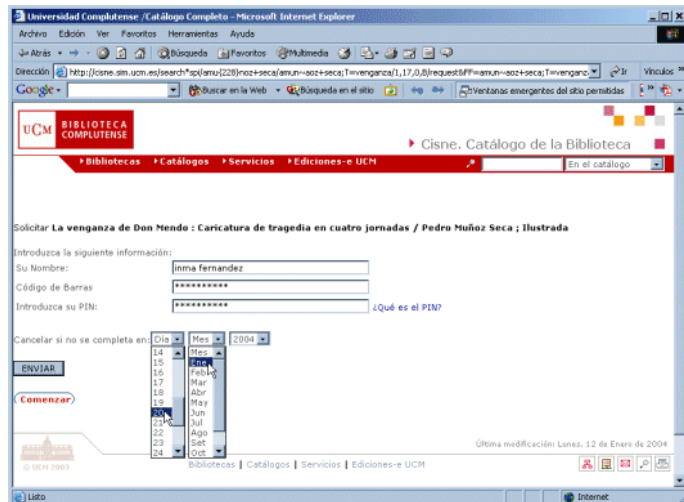 Universidad Complutense /Catálogo Completo - Microsoft Internet Explorer
Archivo Edición Ver Favoritos Herramientas Ayuda
Atrás Búsqueda Favoritos Multimedia
Dirección http://cisne.sim.ucm.es/search*spi/amu{228}noz+seca/amun~aoz+seca;T=venganza/1,17,0,B/request&FF=amun~aoz+seca;T=venganz Ir Vínculos »
Google Buscar en la Web Búsqueda en el sitio Ventanas emergentes del sitio permitidas
UCM BIBLIOTECA COMPLUTENSE
Cisne. Catálogo de la Biblioteca
Bibliotecas Catálogos Servicios Ediciones-e UCM En el catálogo
Solicitar La venganza de Don Mendo : Caricatura de tragedia en cuatro jornadas / Pedro Muñoz Seca ; Ilustrada
Introduzca la siguiente información:
Su Nombre: inma fernandez
Código de Barras **********
Introduzca su PIN: ********** ¿Qué es el PIN?
Cancelar si no se completa en: Día Mes 2004
14 Mes
15 Ene
16 Feb
17 Mar
18 Abr
19 May
20 Jun
21 Jul
22 Ago
23 Set
24 Oct
ENVIAR
Comenzar
Última modificación: Lunes, 12 de Enero de 2004
© UCM 2003
Bibliotecas | Catálogos | Servicios | Ediciones-e UCM
Listo Internet